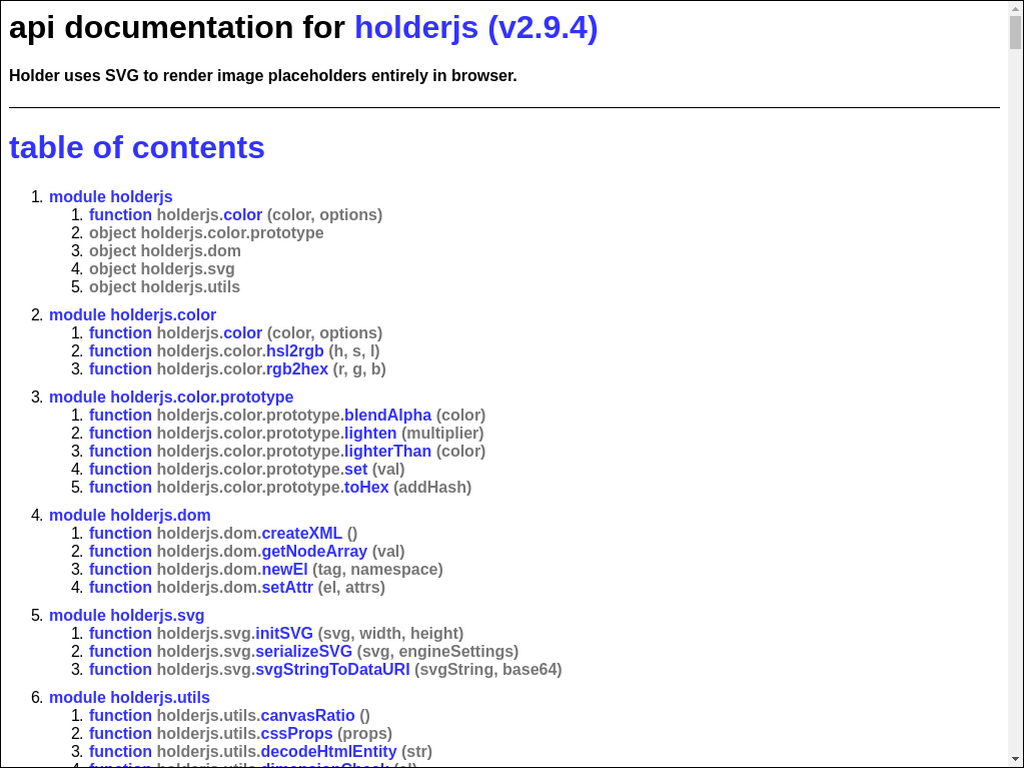 api documentation for holderjs (v2.9.4)
Holder uses SVG to render image placeholders entirely in browser.
table of contents
1. module holderjs
1. function holderjs.color (color, options)
2. object holderjs.color.prototype
3. object holderjs.dom
4. object holderjs.svg
5. object holderjs.utils
2. module holderjs.color
1. function holderjs.color (color, options)
2. function holderjs.color.hsl2rgb (h, s, l)
3. function holderjs.color.rgb2hex (r, g, b)
3. module holderjs.color.prototype
1. function holderjs.color.prototype.blendAlpha (color)
2. function holderjs.color.prototype.lighten (multiplier)
3. function holderjs.color.prototype.lighterThan (color)
4. function holderjs.color.prototype.set (val)
5. function holderjs.color.prototype.toHex (addHash)
4. module holderjs.dom
1. function holderjs.dom.createXML ()
2. function holderjs.dom.getNodeArray (val)
3. function holderjs.dom.newEl (tag, namespace)
4. function holderjs.dom.setAttr (el, attrs)
5. module holderjs.svg
1. function holderjs.svg.initSVG (svg, width, height)
2. function holderjs.svg.serializeSVG (svg, engineSettings)
3. function holderjs.svg.svgStringToDataURI (svgString, base64)
6. module holderjs.utils
1. function holderjs.utils.canvasRatio ()
2. function holderjs.utils.cssProps (props)
3. function holderjs.utils.decodeHtmlEntity (str)
4. function holderjs.utils.dimensionCheck (el)